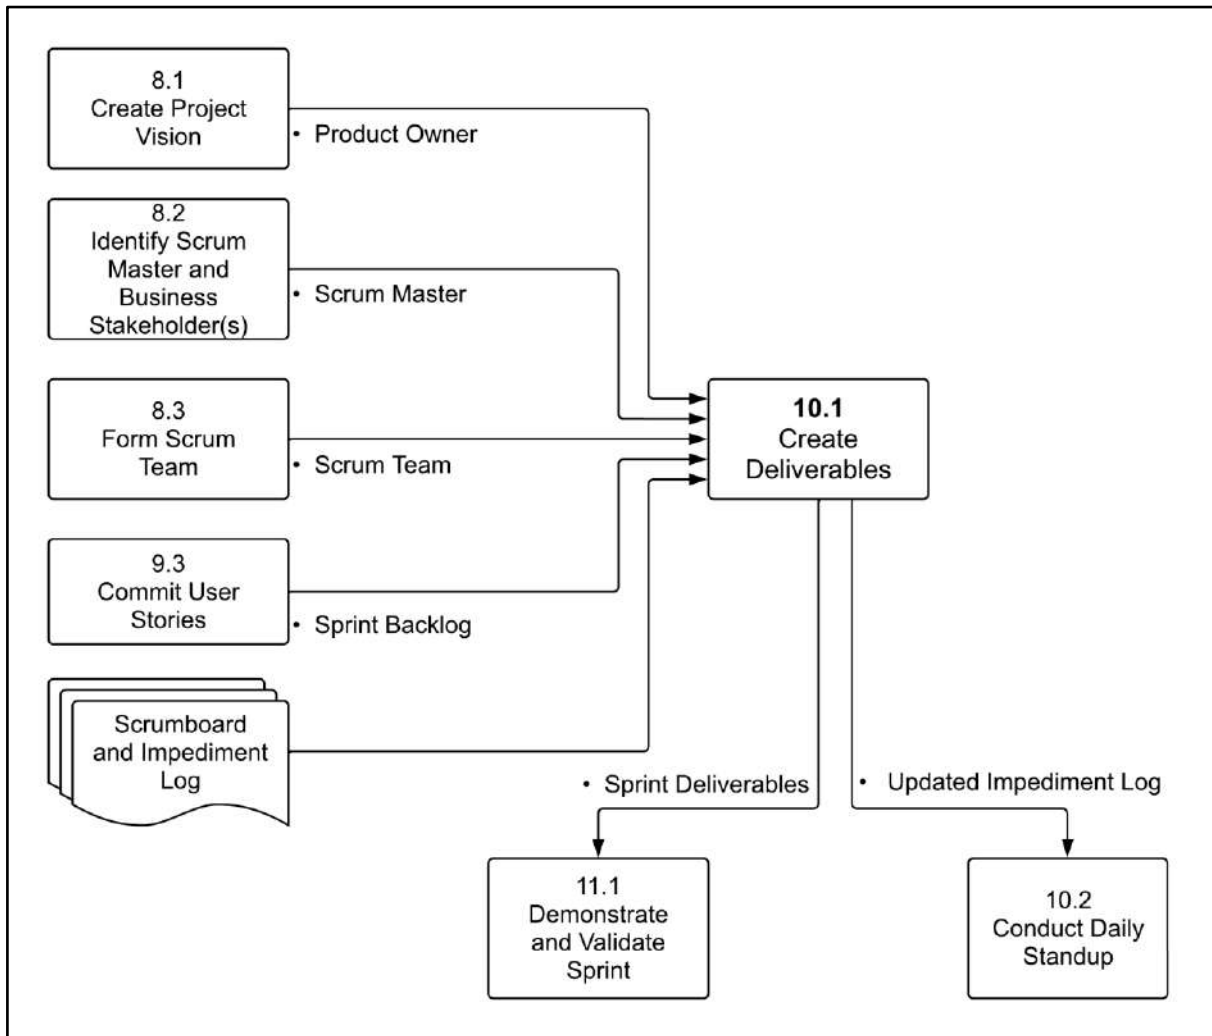 8.1
Create Project
Vision
• Product Owner
8.2
Identify Scrum
Master and
Business
Stakeholder(s)
• Scrum Master
8.3
Form Scrum
Team
• Scrum Team
10.1
Create
Deliverables
9.3
Commit User
Stories
• Sprint Backlog
Scrumboard
and Impediment
Log
• Sprint Deliverables
• Updated Impediment Log
11.1
Demonstrate
and Validate
Sprint
10.2
Conduct Daily
Standup